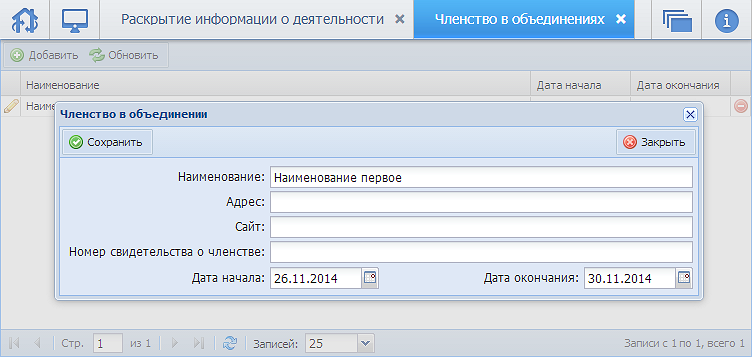 Раскрытие информации о деятельности
Членство в объединениях
Добавить Обновить
Наименование Дата начала Дата окончания
Наим
Членство в объединении
Сохранить Закрыть
Наименование: Наименование первое
Адрес:
Сайт:
Номер свидетельства о членстве:
Дата начала: 26.11.2014 Дата окончания: 30.11.2014
Стр. 1 из 1 Записей: 25 Записи с 1 по 1, всего 1